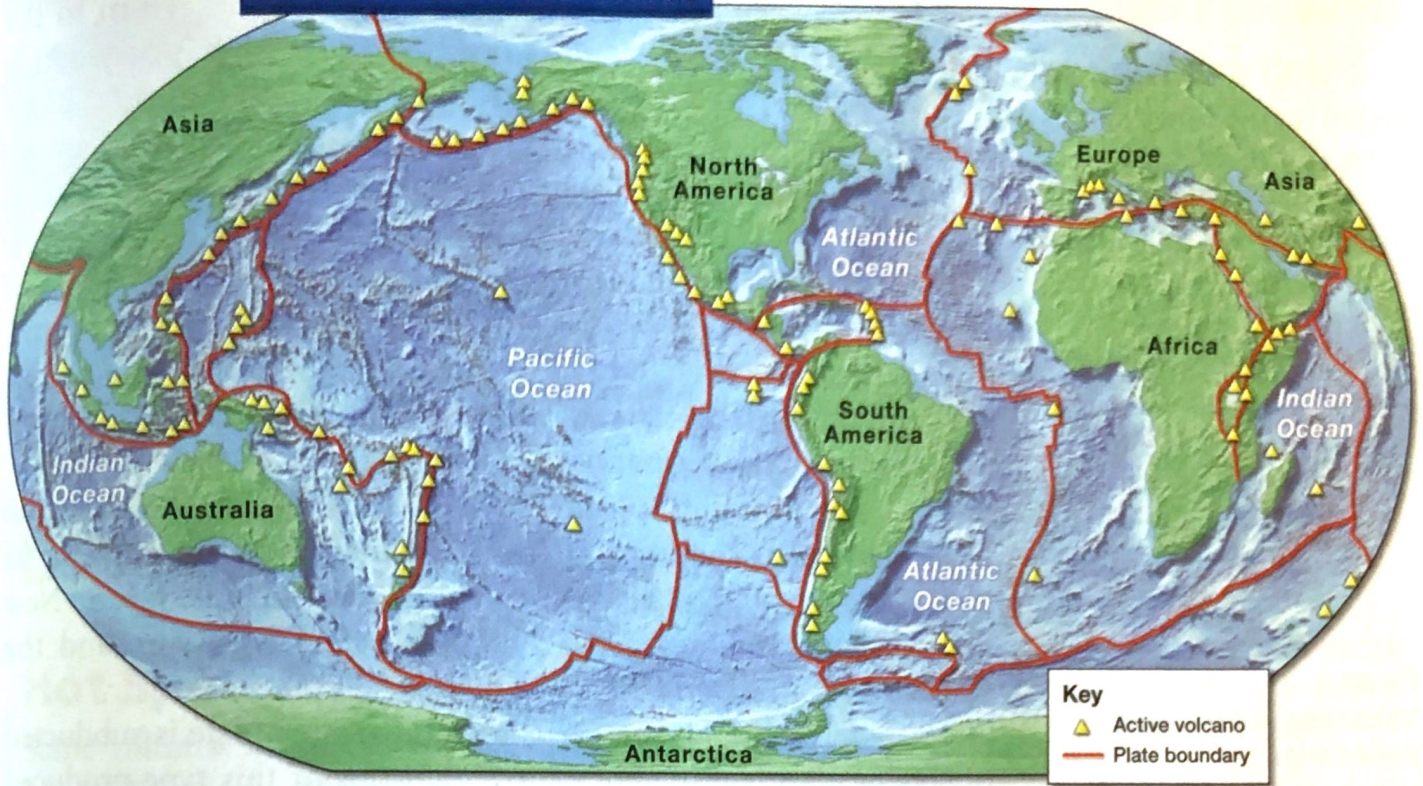 Asia
North
America
Europe
Asia
Atlantic
Ocean
Pacific
Ocean
Africa
South
America
Indian
Ocean
Indian
Ocean
Australia
Atlantic
Ocean
Antarctica
Key
Active volcano
Plate boundary